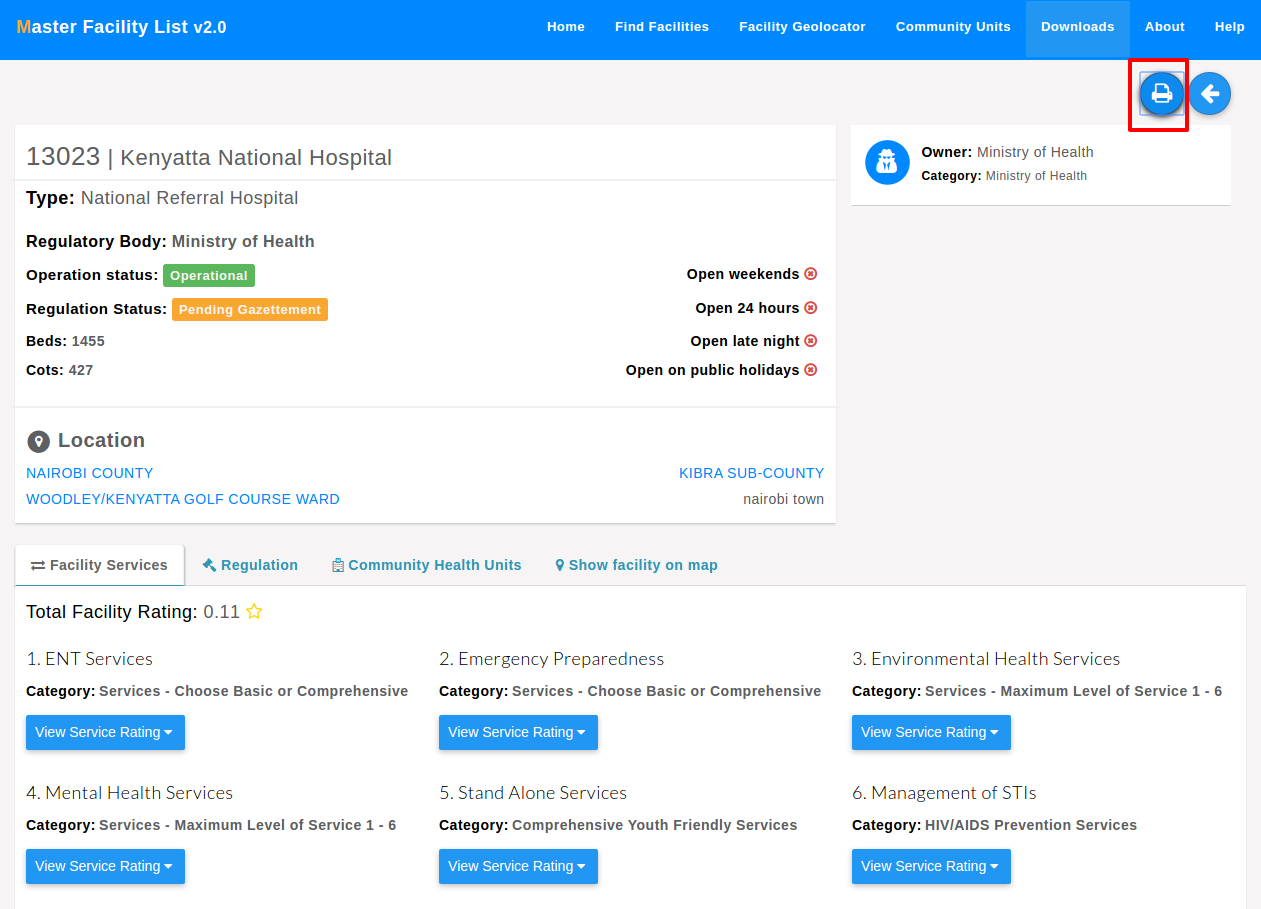 Master Facility List v2.0
Home Find Facilities Facility Geolocator Community Units Downloads About Help
13023 | Kenyatta National Hospital
Type: National Referral Hospital
Regulatory Body: Ministry of Health
Operation status: Operational
Regulation Status: Pending Gazettement
Beds: 1455
Cots: 427
Open weekends
Open 24 hours
Open late night
Open on public holidays
Owner: Ministry of Health
Category: Ministry of Health
Location
NAIROBI COUNTY KIBRA SUB-COUNTY
WOODLEY/KENYATTA GOLF COURSE WARD nairobi town
Facility Services Regulation Community Health Units Show facility on map
Total Facility Rating: 0.11
1. ENT Services
Category: Services - Choose Basic or Comprehensive
View Service Rating
2. Emergency Preparedness
Category: Services - Choose Basic or Comprehensive
View Service Rating
3. Environmental Health Services
Category: Services - Maximum Level of Service 1 - 6
View Service Rating
4. Mental Health Services
Category: Services - Maximum Level of Service 1 - 6
View Service Rating
5. Stand Alone Services
Category: Comprehensive Youth Friendly Services
View Service Rating
6. Management of STIs
Category: HIV/AIDS Prevention Services
View Service Rating